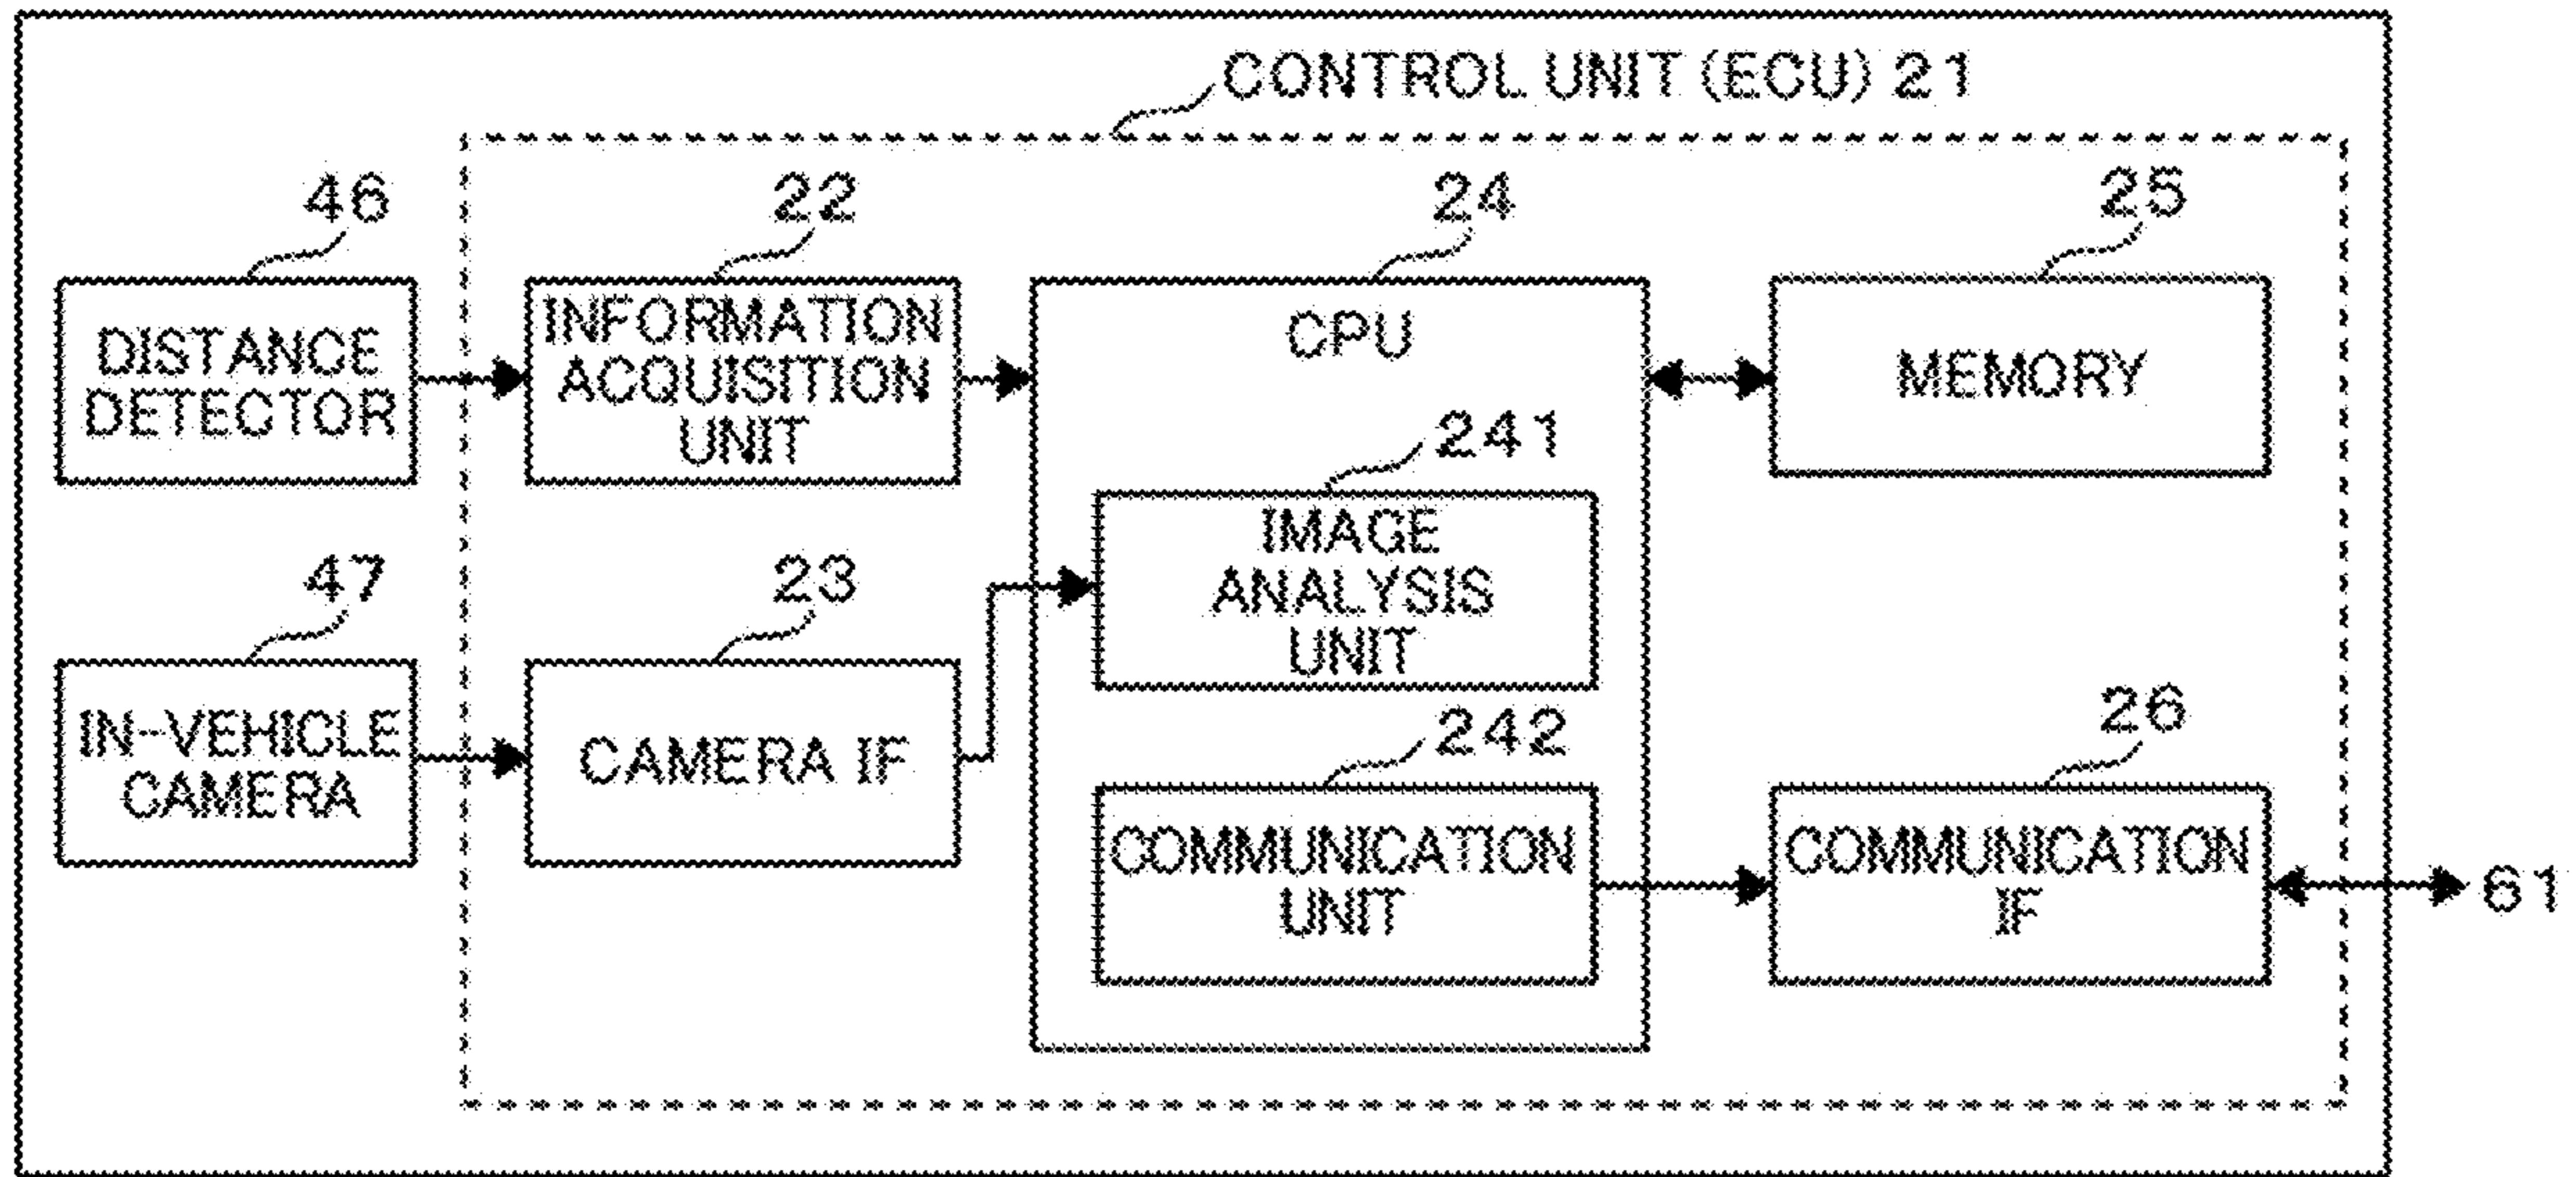 CONTROL UNIT (ECU) 21
46
22
24
25
DISTANCE
DETECTOR
INFORMATION
ACQUISITION
UNIT
CPU
MEMORY
241
IMAGE
ANALYSIS
UNIT
47
23
IN-VEHICLE
CAMERA
CAMERA IF
242
26
COMMUNICATION
UNIT
COMMUNICATION
IF
61